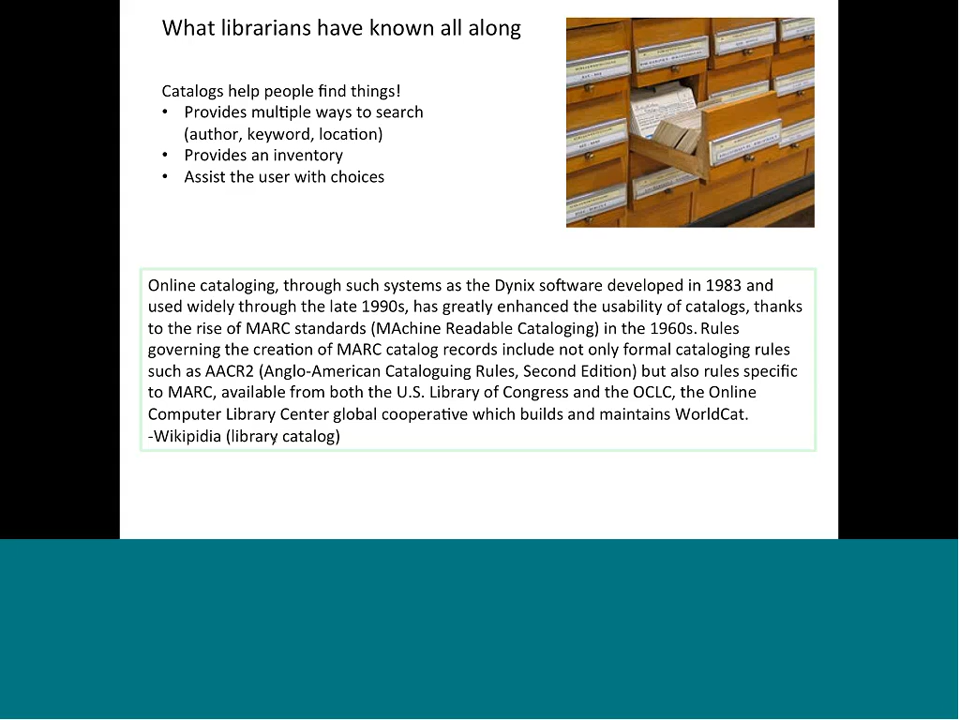 What librarians have known all along
Catalogs help people find things!
• Provides multiple ways to search
(author, keyword, location)
• Provides an inventory
• Assist the user with choices
Online cataloging, through such systems as the Dynix software developed in 1983 and
used widely through the late 1990s, has greatly enhanced the usability of catalogs, thanks
to the rise of MARC standards (MAchine Readable Cataloging) in the 1960s. Rules
governing the creation of MARC catalog records include not only formal cataloging rules
such as AACR2 (Anglo-American Cataloguing Rules, Second Edition) but also rules specific
to MARC, available from both the U.S. Library of Congress and the OCLC, the Online
Computer Library Center global cooperative which builds and maintains WorldCat.
-Wikipidia (library catalog)